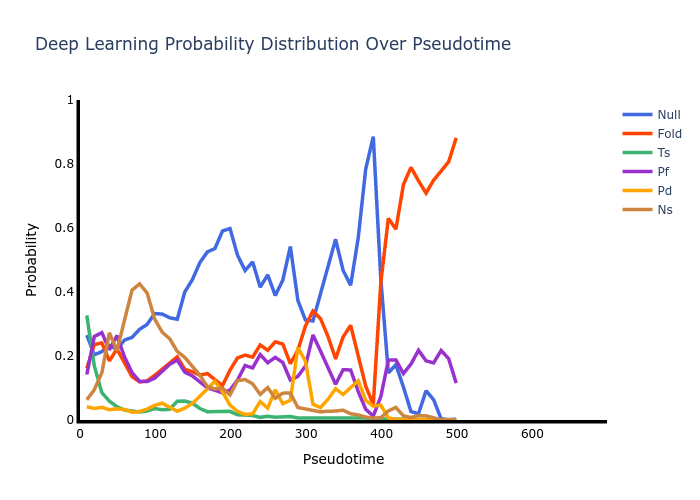 Deep Learning Probability Distribution Over Pseudotime
1
0.8
0.6
0.4
0.2
0
Probability
0 100 200 300 400 500 600
Pseudotime
Null
Fold
Ts
Pf
Pd
Ns